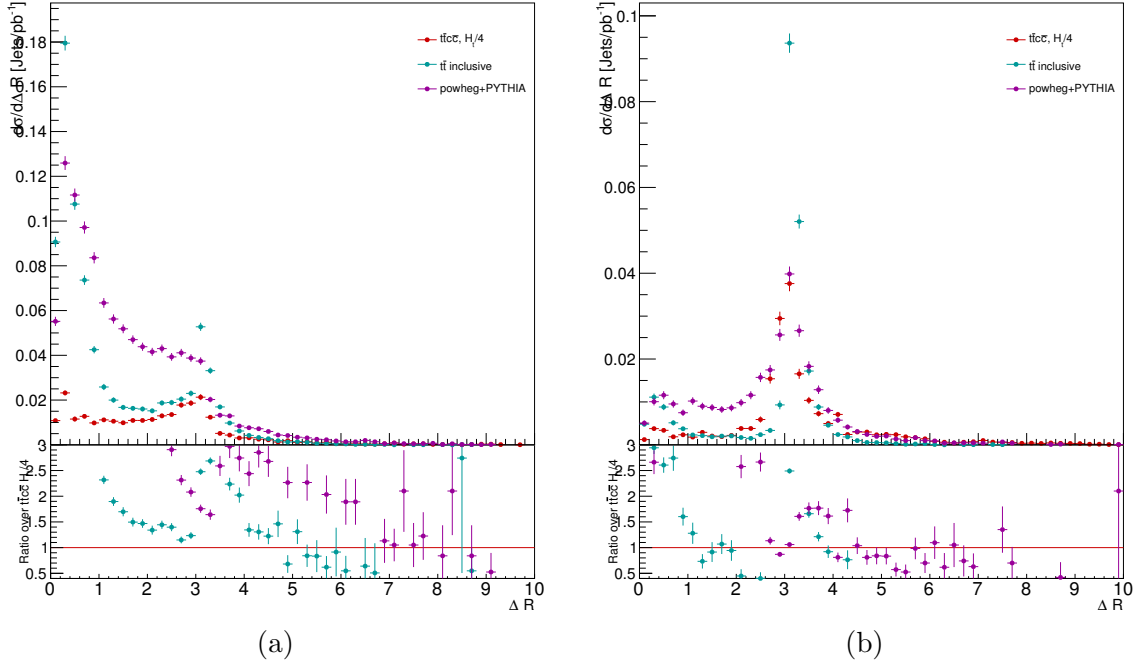 dσ/dΔ R [Jets/pb⁻¹]
0.18
0.16
0.14
0.12
0.1
0.08
0.06
0.04
0.02
tt̄cc̄, Hₜ/4
tt̄ inclusive
powheg+PYTHIA
Ratio over tt̄cc̄ H/4
3
2.5
2
1.5
1
0.5
0 1 2 3 4 5 6 7 8 9 10
Δ R
(a)
dσ/dΔ R [Jets/pb⁻¹]
0.1
0.08
0.06
0.04
0.02
tt̄cc̄, Hₜ/4
tt̄ inclusive
powheg+PYTHIA
Ratio over tt̄cc̄ H/4
3
2.5
2
1.5
1
0.5
0 1 2 3 4 5 6 7 8 9 10
Δ R
(b)